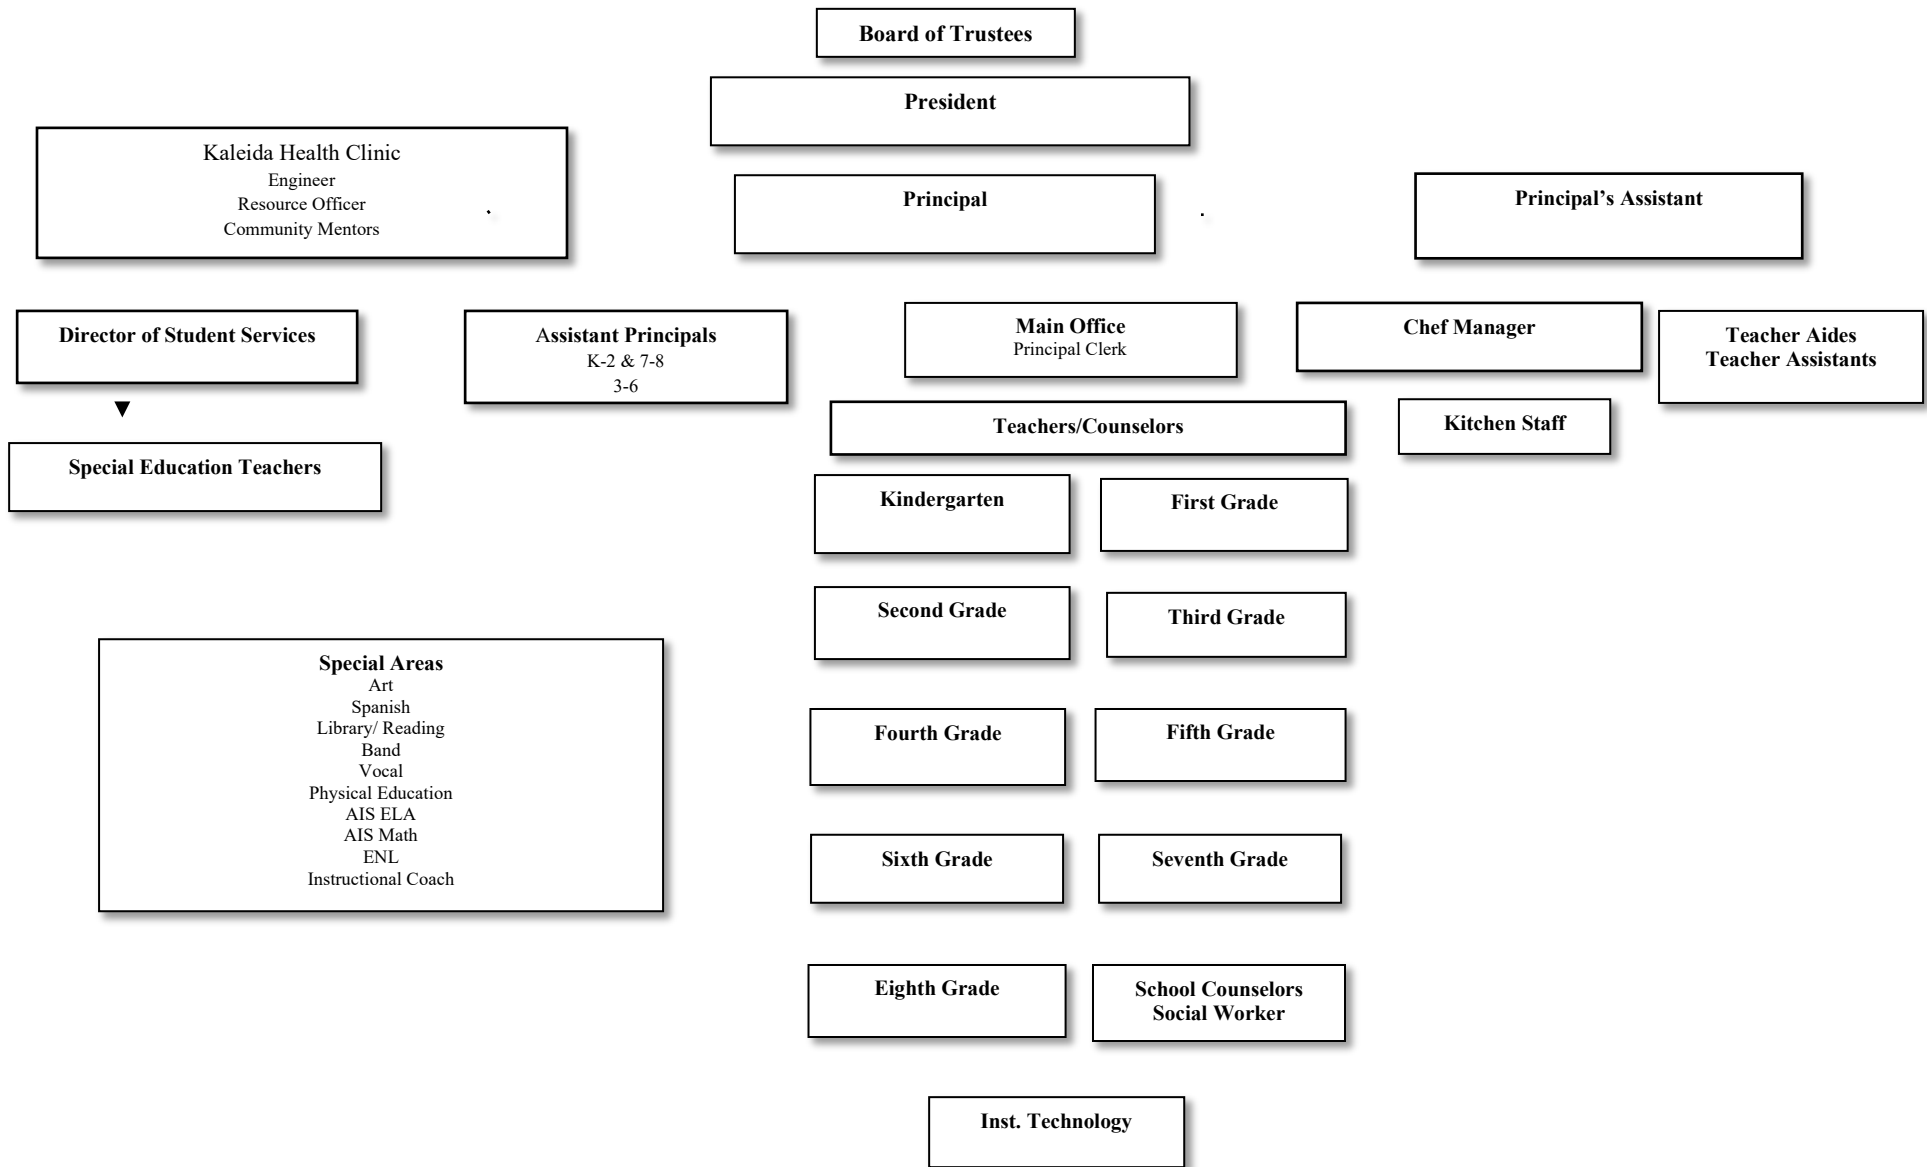 Board of Trustees
President
Kaleida Health Clinic
Engineer
Resource Officer
Community Mentors
Principal
Principal’s Assistant
Director of Student Services
Assistant Principals
K-2 & 7-8
3-6
Main Office
Principal Clerk
Chef Manager
Teacher Aides
Teacher Assistants
Teachers/Counselors
Kitchen Staff
Special Education Teachers
Kindergarten
First Grade
Second Grade
Third Grade
Special Areas
Art
Spanish
Library/ Reading
Band
Vocal
Physical Education
AIS ELA
AIS Math
ENL
Instructional Coach
Fourth Grade
Fifth Grade
Sixth Grade
Seventh Grade
Eighth Grade
School Counselors
Social Worker
Inst. Technology